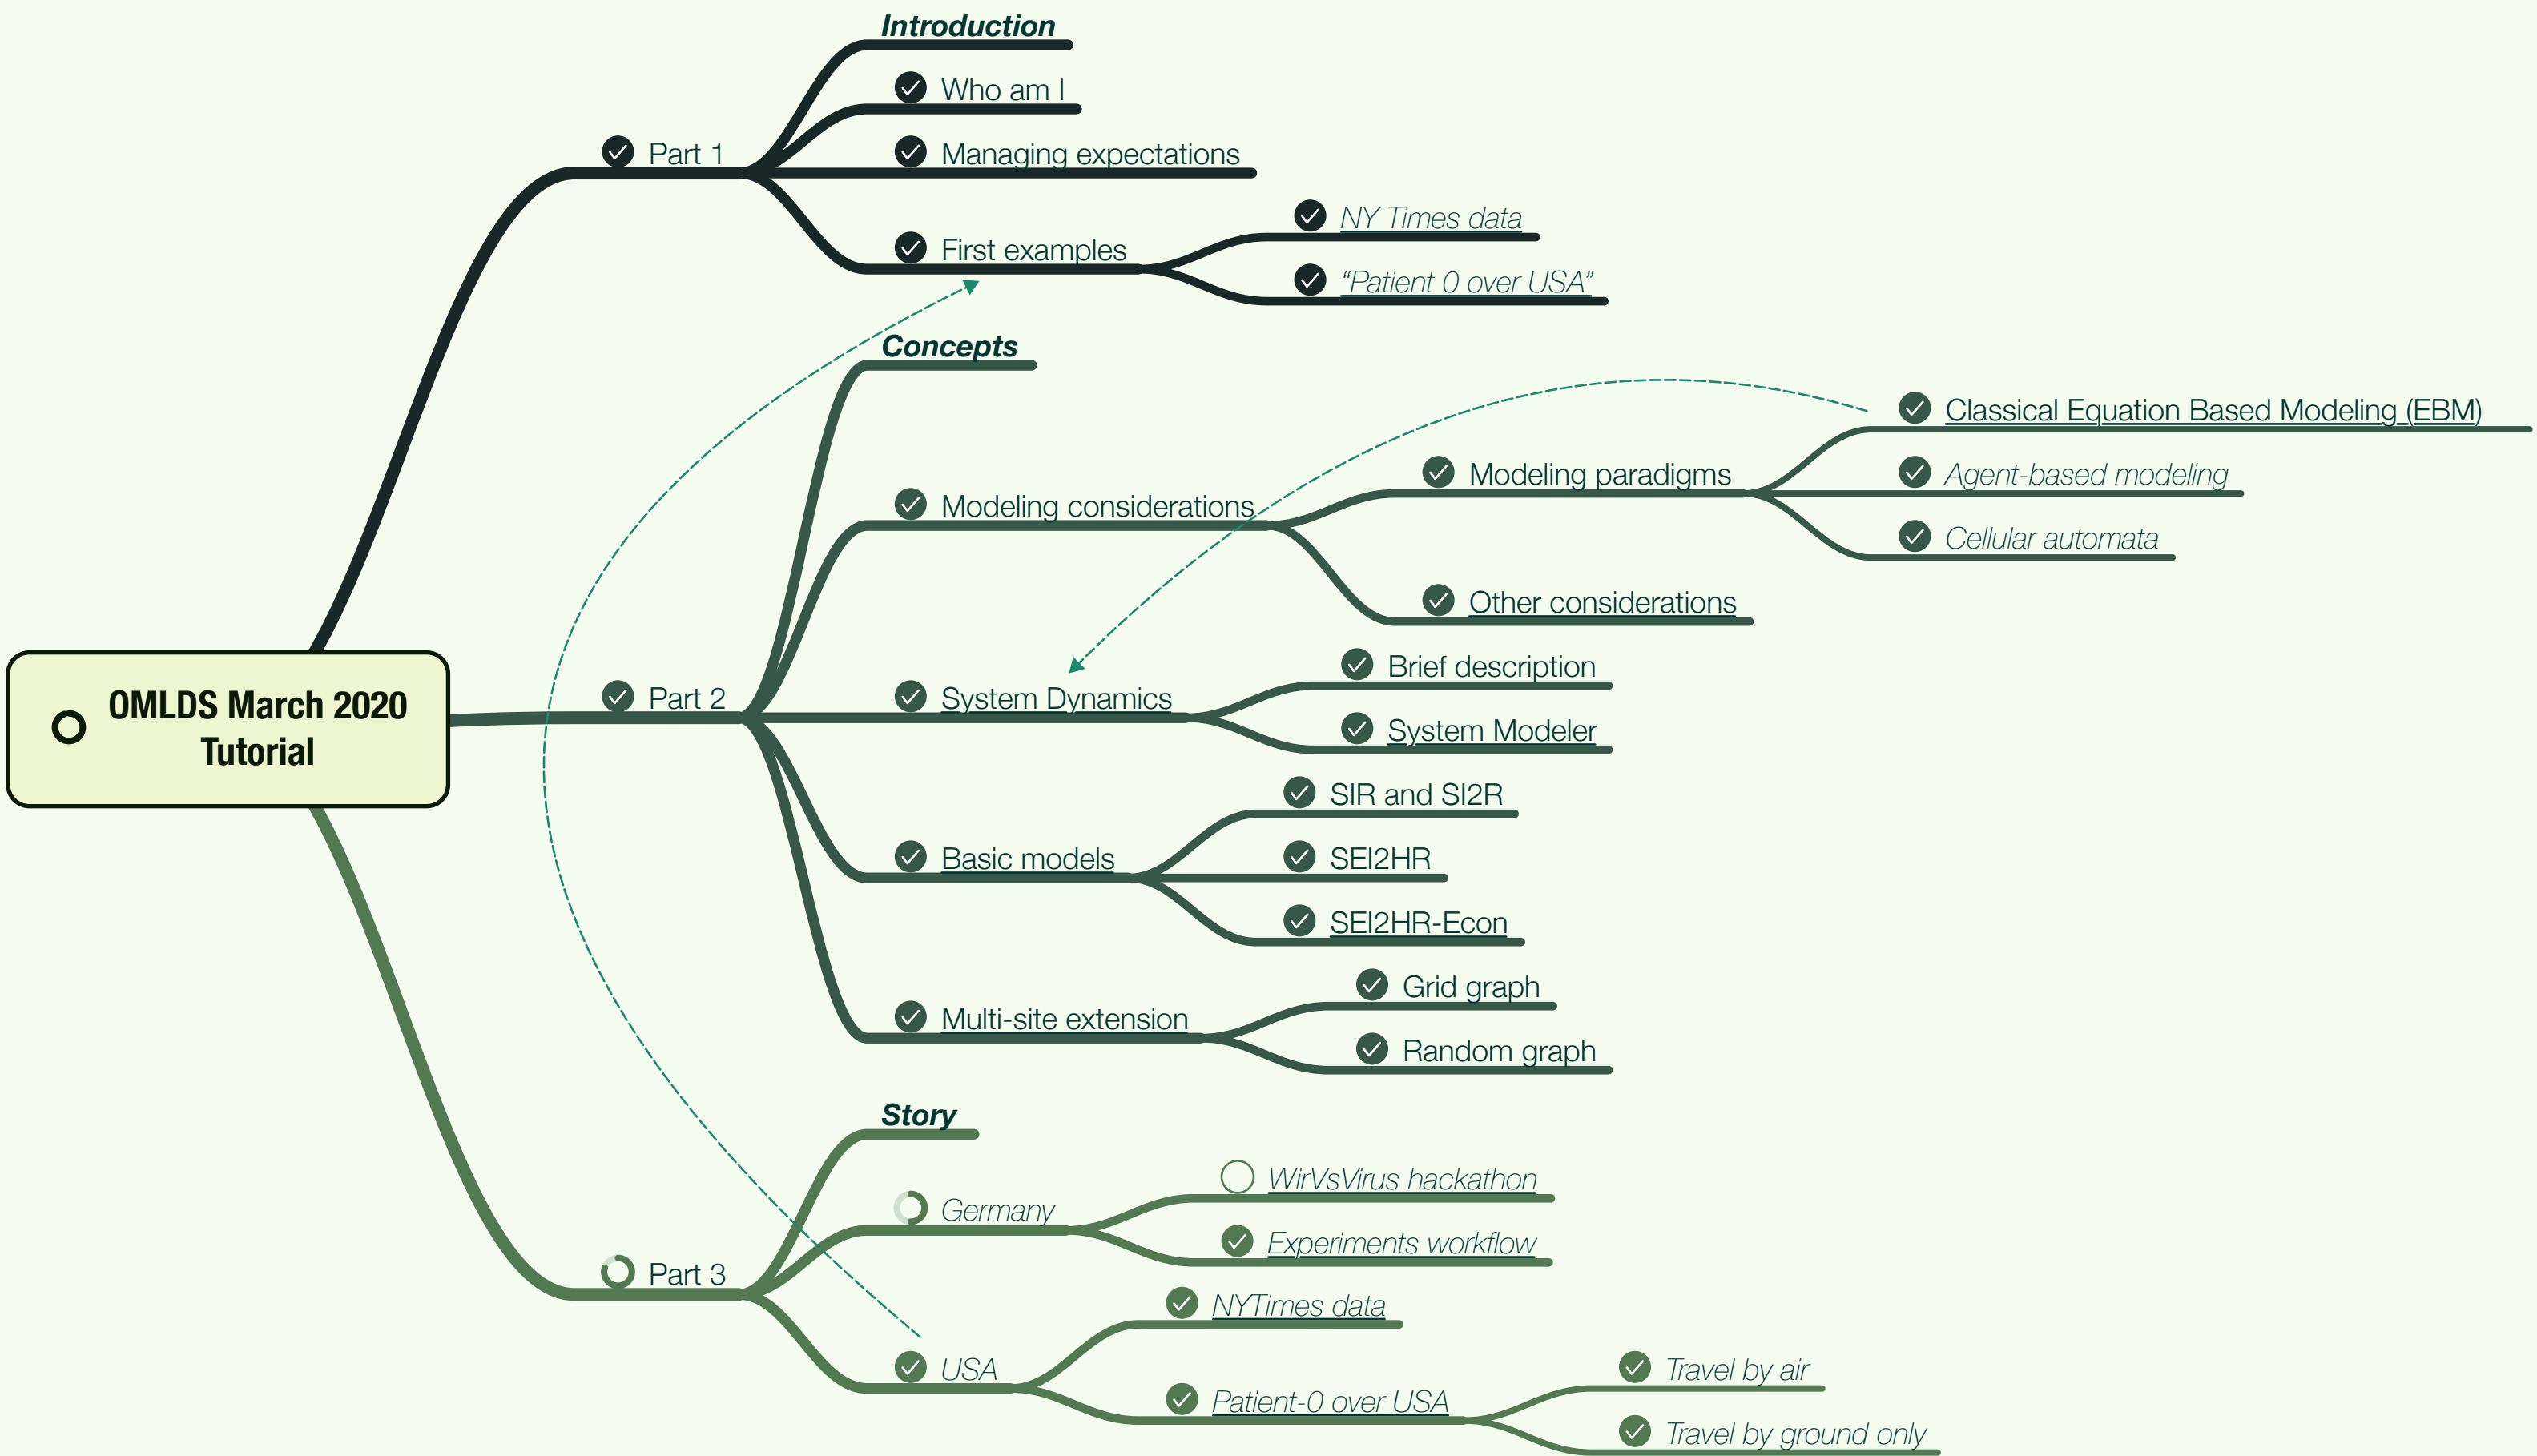 OMLDS March 2020
Tutorial
Part 1
Introduction
Who am I
Managing expectations
First examples
NY Times data
“Patient 0 over USA”
Part 2
Concepts
Modeling considerations
Modeling paradigms
Classical Equation Based Modeling (EBM)
Agent-based modeling
Cellular automata
Other considerations
System Dynamics
Brief description
System Modeler
Basic models
SIR and SI2R
SEI2HR
SEI2HR-Econ
Multi-site extension
Grid graph
Random graph
Part 3
Story
Germany
WirVsVirus hackathon
Experiments workflow
USA
NYTimes data
Patient-0 over USA
Travel by air
Travel by ground only